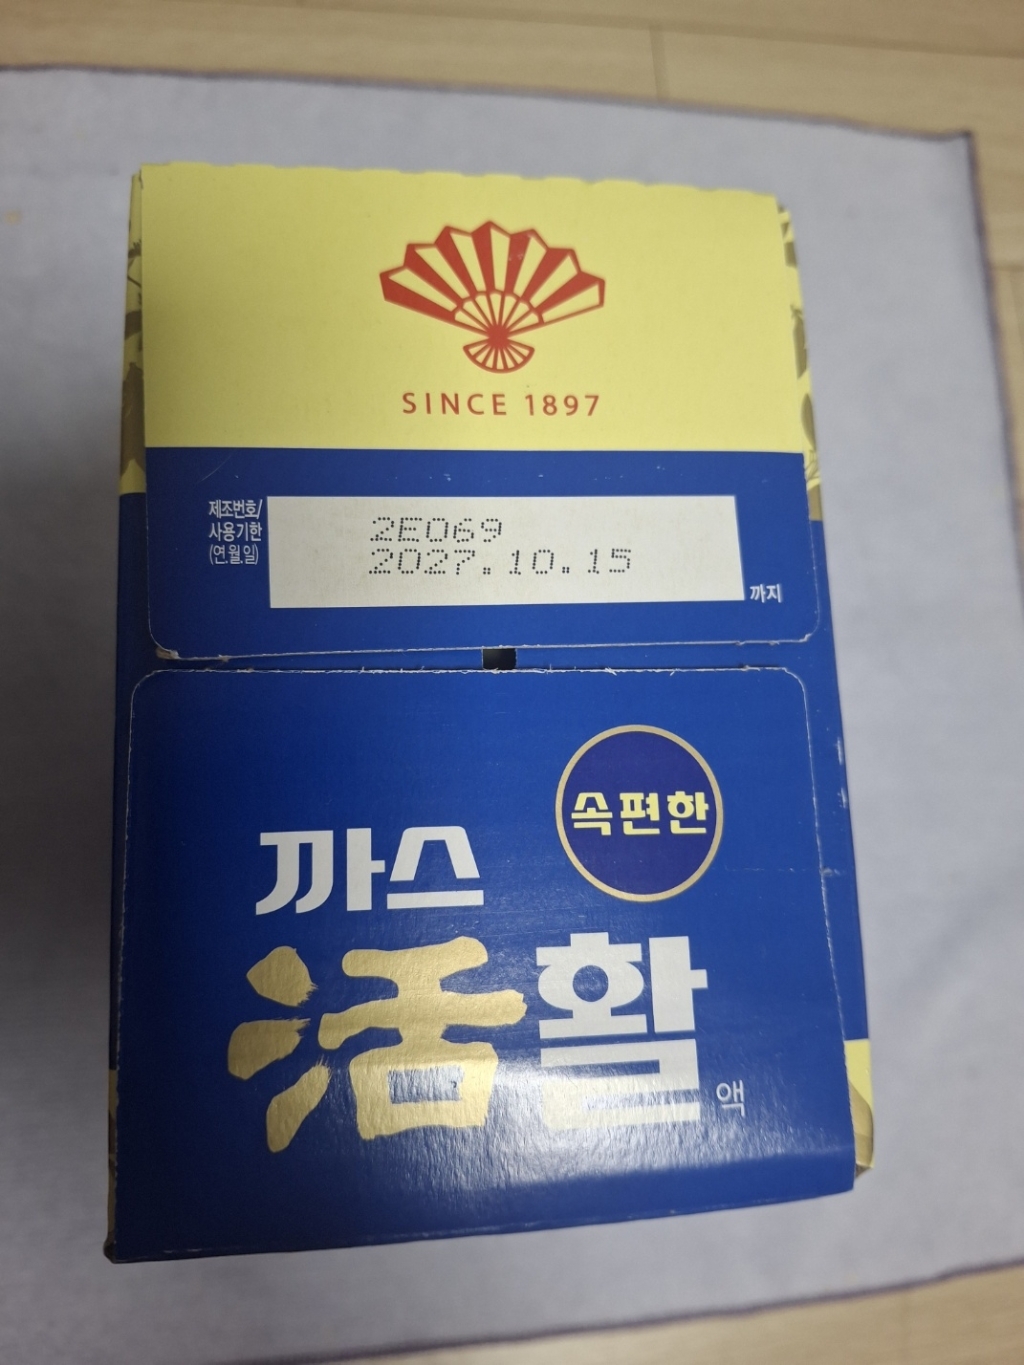 SINCE 1897
제조번호/
사용기한
(연,월,일)
2E069
2027.10.15
까지
속편한
까스
活활
액